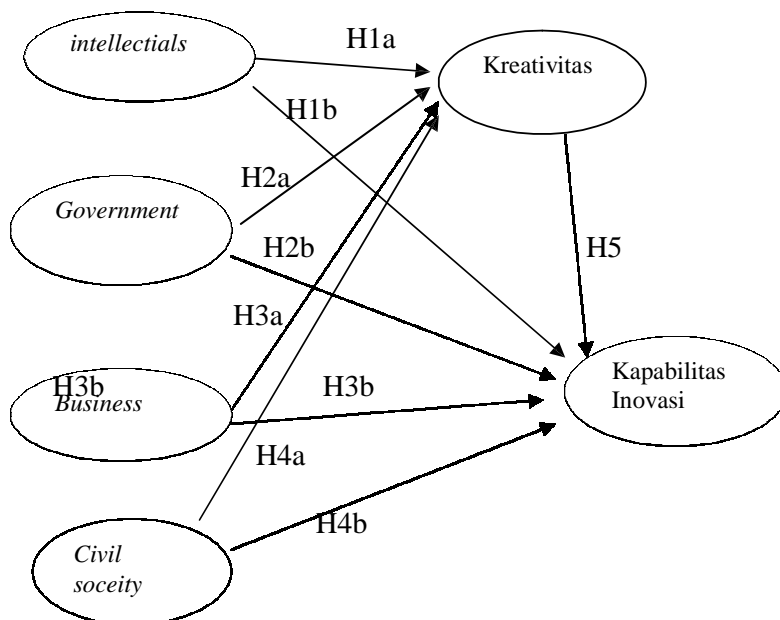 intellectials
H1a
Kreativitas
H1b
H2a
Government
H2b
H5
H3a
H3b
Business
H3b
Kapabilitas
Inovasi
H4a
H4b
Civil
soceity